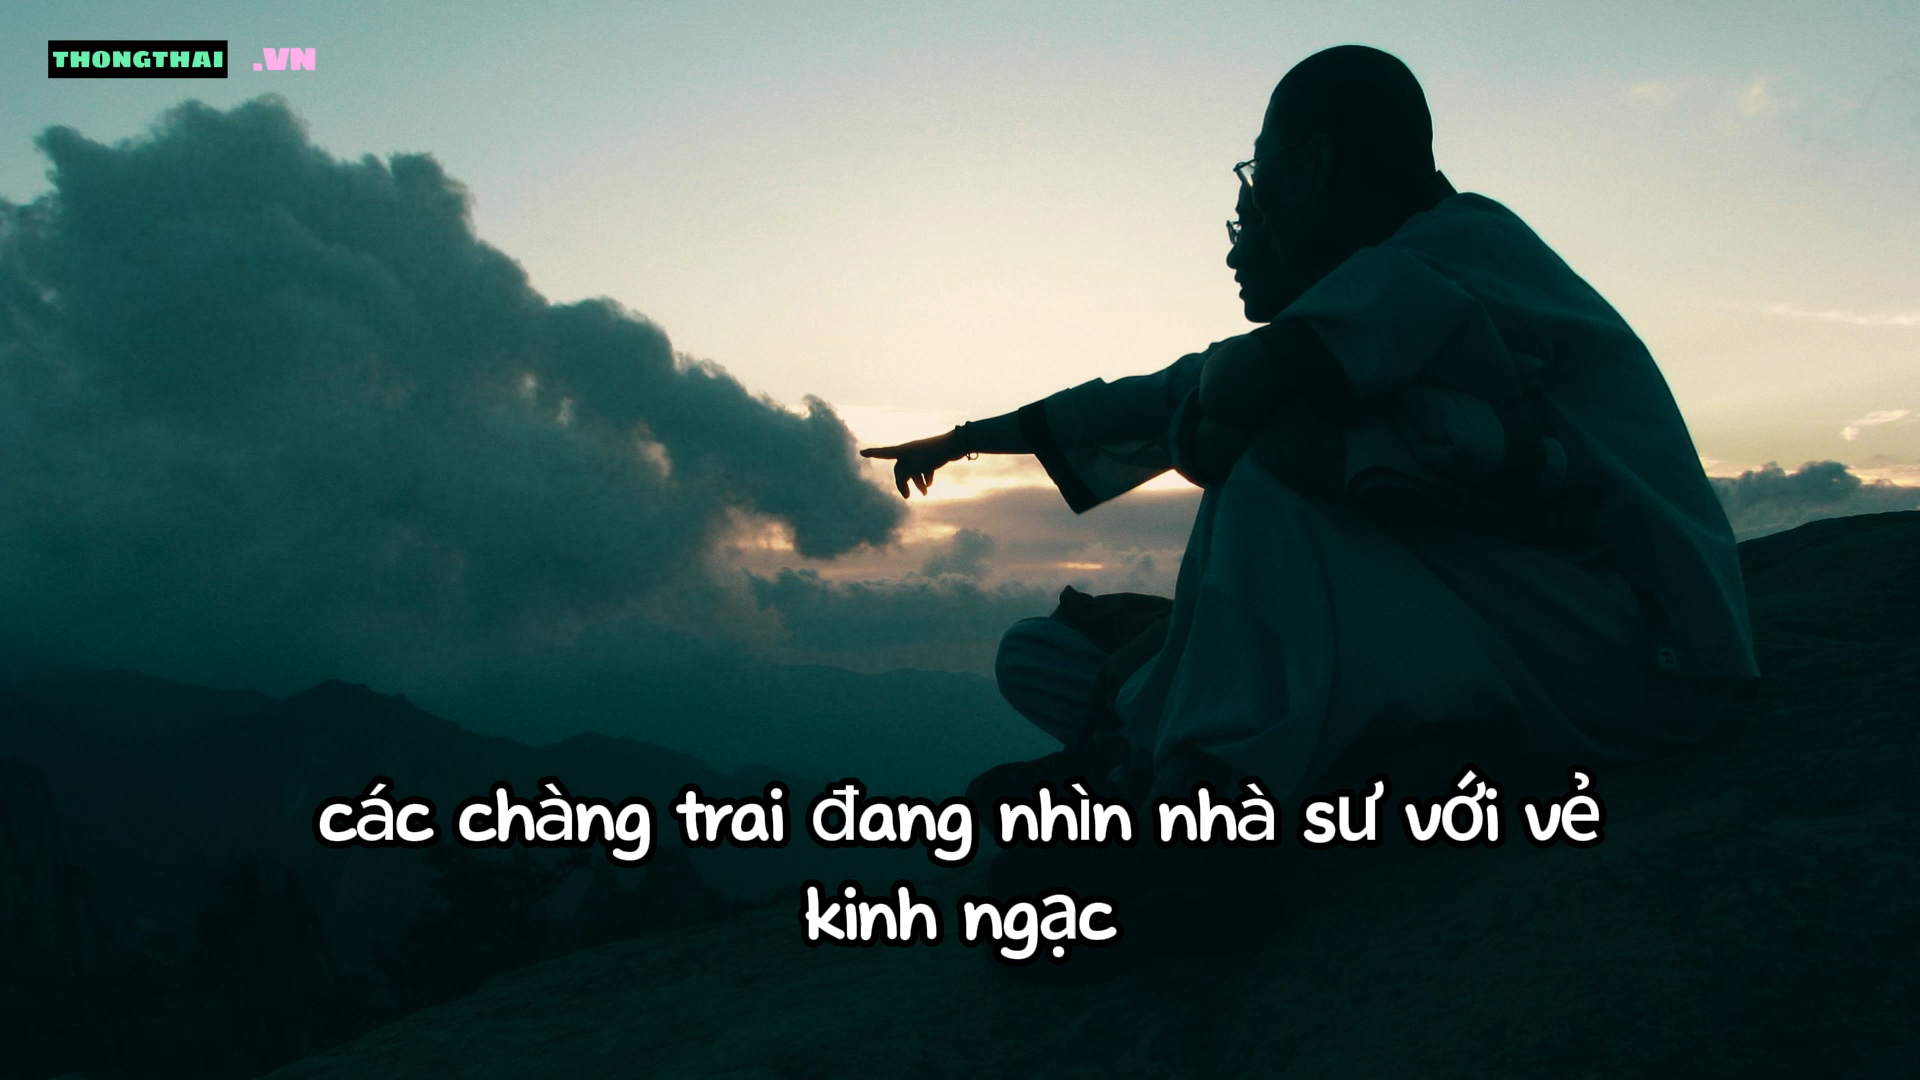 THONGTHAI .VN
các chàng trai đang nhìn nhà sư với vẻ
kinh ngạc